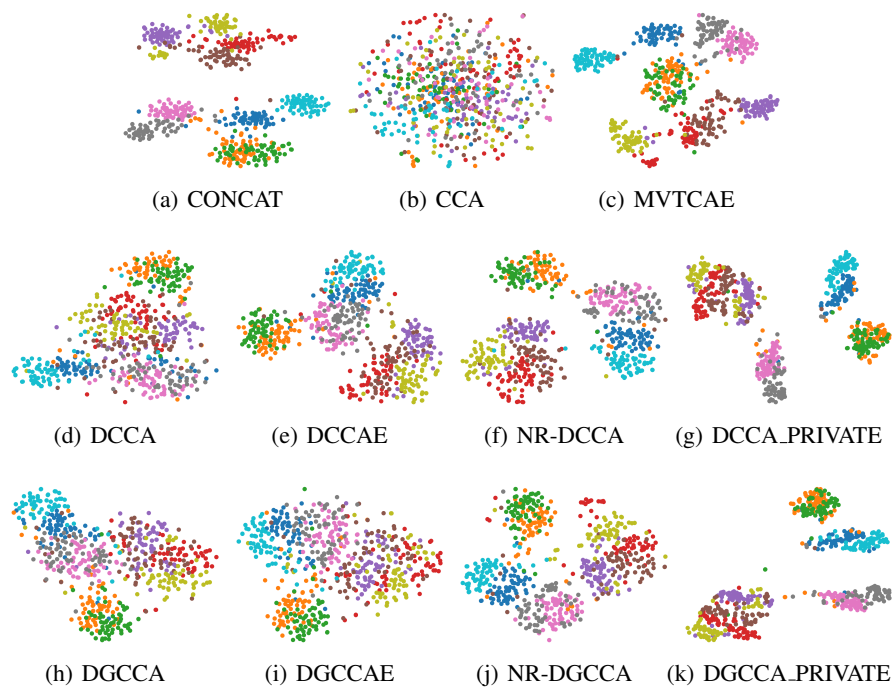 (a) CONCAT
(b) CCA
(c) MVTCAE
(d) DCCA
(e) DCCAE
(f) NR-DCCA
(g) DCCA_PRIVATE
(h) DGCCA
(i) DGCCAE
(j) NR-DGCCA
(k) DGCCA_PRIVATE